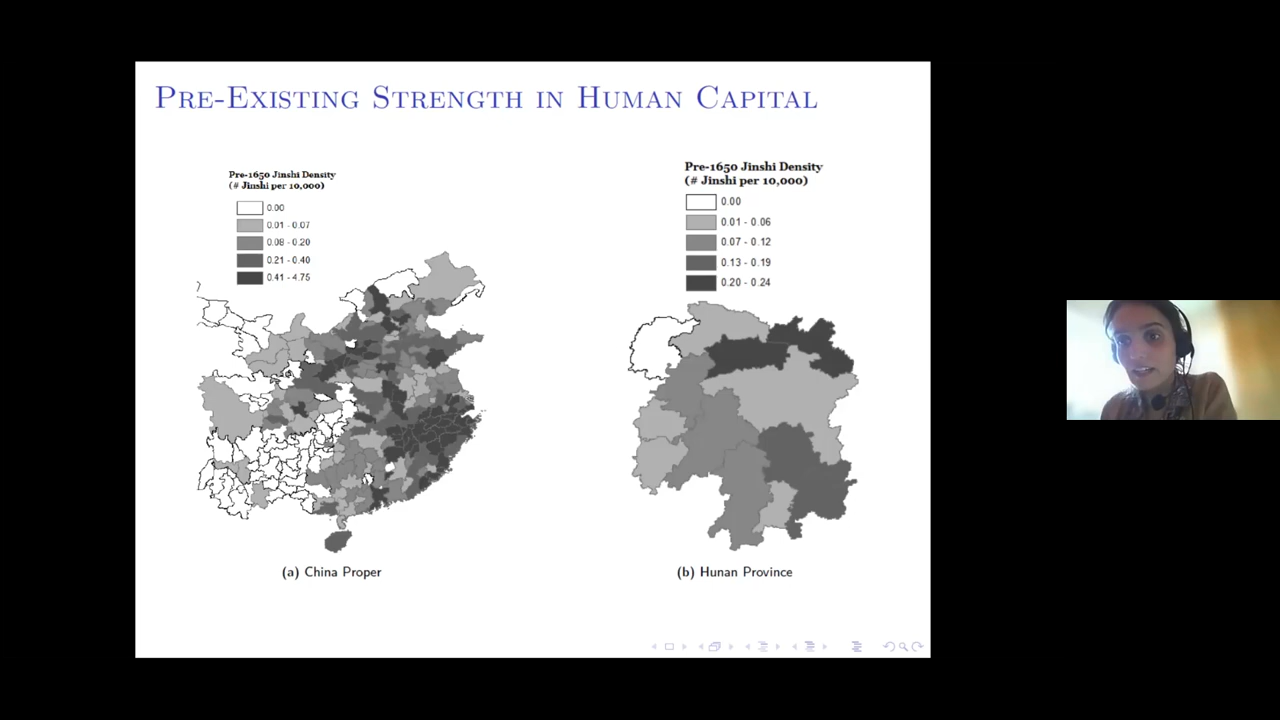 PRE-EXISTING STRENGTH IN HUMAN CAPITAL
Pre-1650 Jinshi Density
(# Jinshi per 10,000)
0.00
0.01 - 0.07
0.08 - 0.20
0.21 - 0.40
0.41 - 4.75
(a) China Proper
Pre-1650 Jinshi Density
(# Jinshi per 10,000)
0.00
0.01 - 0.06
0.07 - 0.12
0.13 - 0.19
0.20 - 0.24
(b) Hunan Province